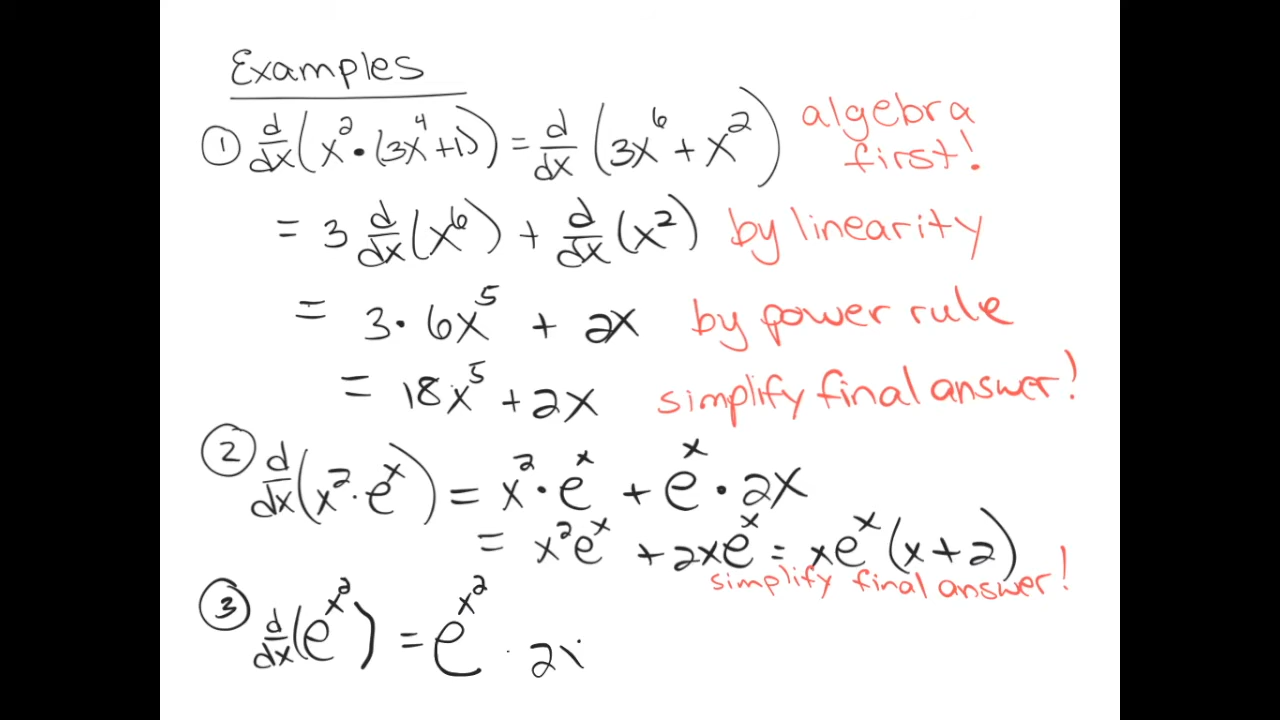 Examples
① d/dx(x²•(3x⁴+1)) = d/dx(3x⁶+x²) algebra first!
= 3 d/dx(x⁶) + d/dx(x²) by linearity
= 3•6x⁵ + 2x by power rule
= 18x⁵ + 2x simplify final answer!
② d/dx(x²·eˣ) = x²•eˣ + eˣ•2x
= x²eˣ + 2xeˣ = xeˣ(x+2)
simplify final answer!
③ d/dx(e^x²) = e^x² · 2